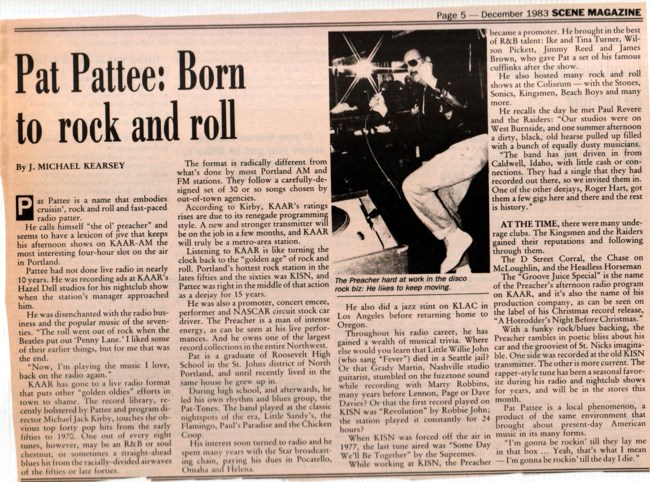 Page 5 — December 1983 SCENE MAGAZINE
Pat Pattee: Born
to rock and roll
By J. MICHAEL KEARSEY
Pat Pattee is a name that embodies
cruisin', rock and roll and fast-paced
radio patter.
He calls himself "the ol' preacher" and
seems to have a lexicon of jive that keep
his afternoon shows on KAAR-AM the
most interesting four-hour slot on the air
in Portland.
Pattee had not done live radio in nearly
10 years. He was recording ads at KAAR's
Hazel Dell studios for his nightclub show
when the station's manager approached
him.
He was disenchanted with the radio bus-
iness and the popular music of the seven-
ties. "The roll went out of rock when the
Beatles put out 'Penny Lane.' I liked some
of their earlier things, but for me that was
the end.
"Now, I'm playing the music I love,
back on the radio again."
KAAR has gone to a live radio format
that puts other "golden oldies" efforts in
town to shame. The record library, re-
cently bolstered by Pattee and program di-
rector Michael Jack Kirby, touches the ob-
vious top forty pop hits from the early
fifties to 1970. One out of every eight
tunes, however, may be an R&B or soul
chestnut, or sometimes a straight-ahead
blues hit from the racially-divided airwaves
of the fifties or late forties.
The format is radically different from
what's done by most Portland AM and
FM stations. They follow a carefully-de-
signed set of 30 or so songs chosen by
out-of-town agencies.
According to Kirby, KAAR's ratings
rises are due to its renegade programming
style. A new and stronger transmitter will
be on the job in a few months, and KAAR
will truly be a metro-area station.
Listening to KAAR is like turning the
clock back to the "golden age" of rock and
roll. Portland's hottest rock station in the
lates fifties and the sixties was KISN, and
Pattee was right in the middle of that action
as a deejay for 15 years.
He was also a promoter, concert emcee,
performer and NASCAR circuit stock car
driver. The Preacher is a man of intense
energy, as can be seen at his live perfor-
mances. And he owns one of the largest
record collections in the entire Northwest.
Pat is a graduate of Roosevelt High
School in the St. Johns district of North
Portland, and until recently lived in the
same house he grew up in.
During high school, and afterwards, he
led his own rhythm and blues group, the
Pat-Tones. The band played at the classic
nightspots of the era, Little Sandy's, the
Flamingo, Paul's Paradise and the Chicken
Coop.
His interest soon turned to radio and he
spent many years with the Star broadcast-
ing chain, paying his dues in Pocatello,
Omaha and Helena.
The Preacher hard at work in the disco
rock biz: He likes to keep moving.
He also did a jazz stint on KLAC in
Los Angeles before returning home to
Oregon.
Throughout his radio career, he has
gained a wealth of musical trivia. Where
else would you learn that Little Willie John
(who sang "Fever") died in a Seattle jail?
Or that Grady Martin, Nashville studio
guitarist, stumbled on the fuzztone sound
while recording with Marty Robbins,
many years before Lennon, Page or Dave
Davies? O that the first record played on
KISN was "Revolution" by Robbie John;
the station played it constantly for 24
hours?
When KISN was forced off the air in
1977, the last tune aired was "Some Day
We'll Be Together" by the Supremes.
While working at KISN, the Preacher
became a promoter. He brought in the best
of R&B talent: Ike and Tina Turner, Wil-
son Pickett, Jimmy Reed and James
Brown, who gave Pat a set of his famous
cufflinks after the show.
He also hosted many rock and roll
shows at the Coliseum — with the Stones,
Sonics, Kingsmen, Beach Boys and many
more.
He recalls the day he met Paul Revere
and the Raiders: "Our studios were on
West Burnside, and one summer afternoon
a dirty, black, old hearse pulled up filled
with a bunch of equally dusty musicians.
"The band has just driven in from
Caldwell, Idaho, with little cash or con-
nections. They had a single that they had
recorded out there, so we invited them in.
One of the other deejays, Roger Hart, got
them a few gigs here and there and the rest
is history."
AT THE TIME, there were many unde-
rage clubs. The Kingsmen and the Raiders
gained their reputations and following
through them.
The D Street Corral, the Chase on
McLoughlin, and the Headless Horseman
The "Groove Juice Special" is the name
of the Preacher's afternoon radio program
on KAAR, and it's also the name of his
production company, as can be seen on
the label of his Christmas record release,
"A Hotrodder's Night Before Christmas."
With a funky rock/blues backing, the
Preacher rambles in poetic bliss about his
car and the grooviest of St. Nicks imagina-
ble. One side was recorded at the old KISN
transmitter. The other is more current. The
rapper-style tune has been a seasonal favor-
ite during his radio and nightclub shows
for years, and will be in the stores this
month.
Pat Pattee is a local phenomenon, a
product of the same environment that
brought about present-day American
music in its many forms.
"I'm gonna be rockin' till they lay me
in that box ... Yeah, that's what I mean
—I'm gonna be rockin' till the day I die."